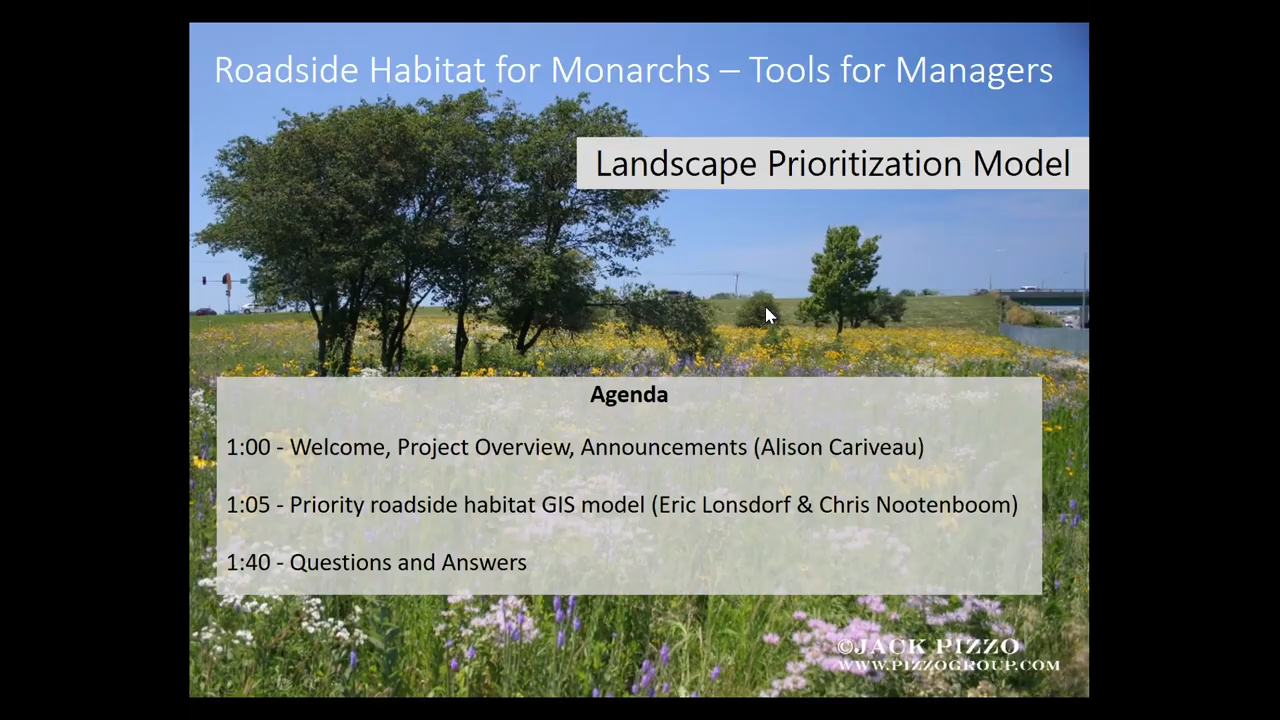 Roadside Habitat for Monarchs – Tools for Managers
Landscape Prioritization Model
Agenda
1:00 - Welcome, Project Overview, Announcements (Alison Cariveau)
1:05 - Priority roadside habitat GIS model (Eric Lonsdorf & Chris Nootenboom)
1:40 - Questions and Answers
©JACK PIZZO
WWW.PIZZOGROUP.COM